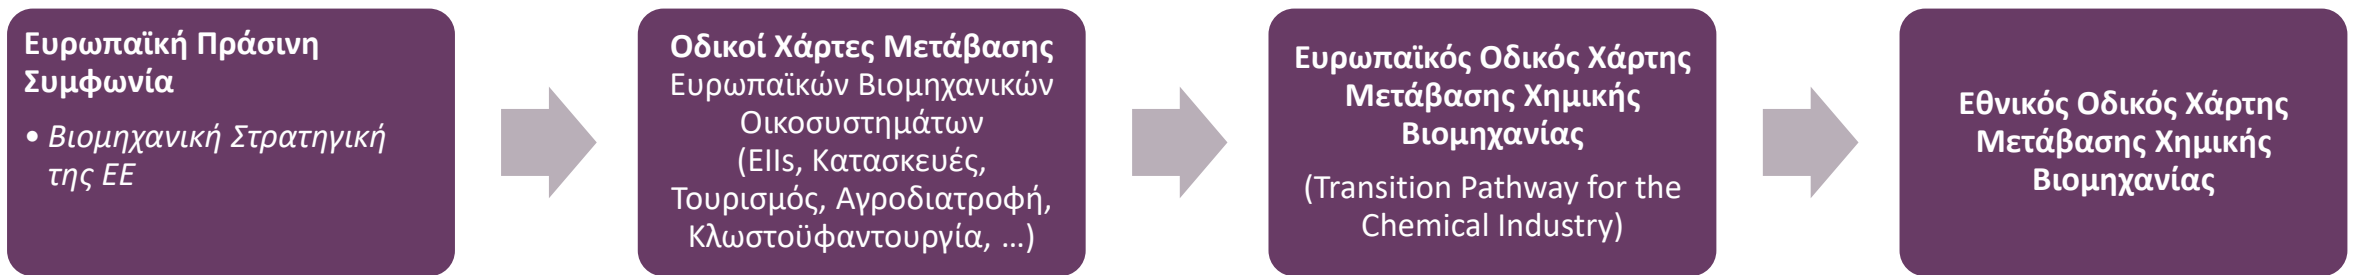 Ευρωπαϊκή Πράσινη
Συμφωνία
• Βιομηχανική Στρατηγική
της ΕΕ
Οδικοί Χάρτες Μετάβασης
Ευρωπαϊκών Βιομηχανικών
Οικοσυστημάτων
(EIIs, Κατασκευές,
Τουρισμός, Αγροδιατροφή,
Κλωστοϋφαντουργία, …)
Ευρωπαϊκός Οδικός Χάρτης
Μετάβασης Χημικής
Βιομηχανίας
(Transition Pathway for the
Chemical Industry)
Εθνικός Οδικός Χάρτης
Μετάβασης Χημικής
Βιομηχανίας